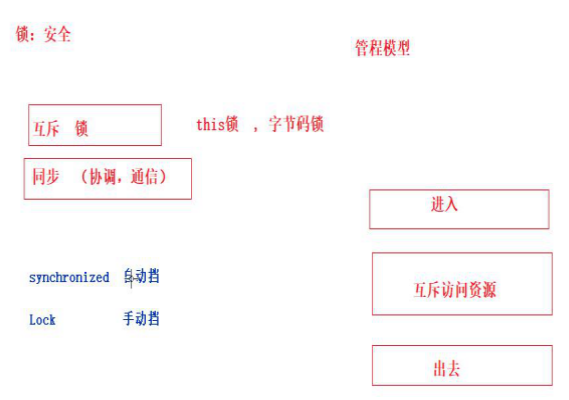 锁：安全
管程模型
互斥 锁
this锁 ，字节码锁
同步 （协调，通信）
进入
synchronized 自动挡
互斥访问资源
Lock 手动挡
出去